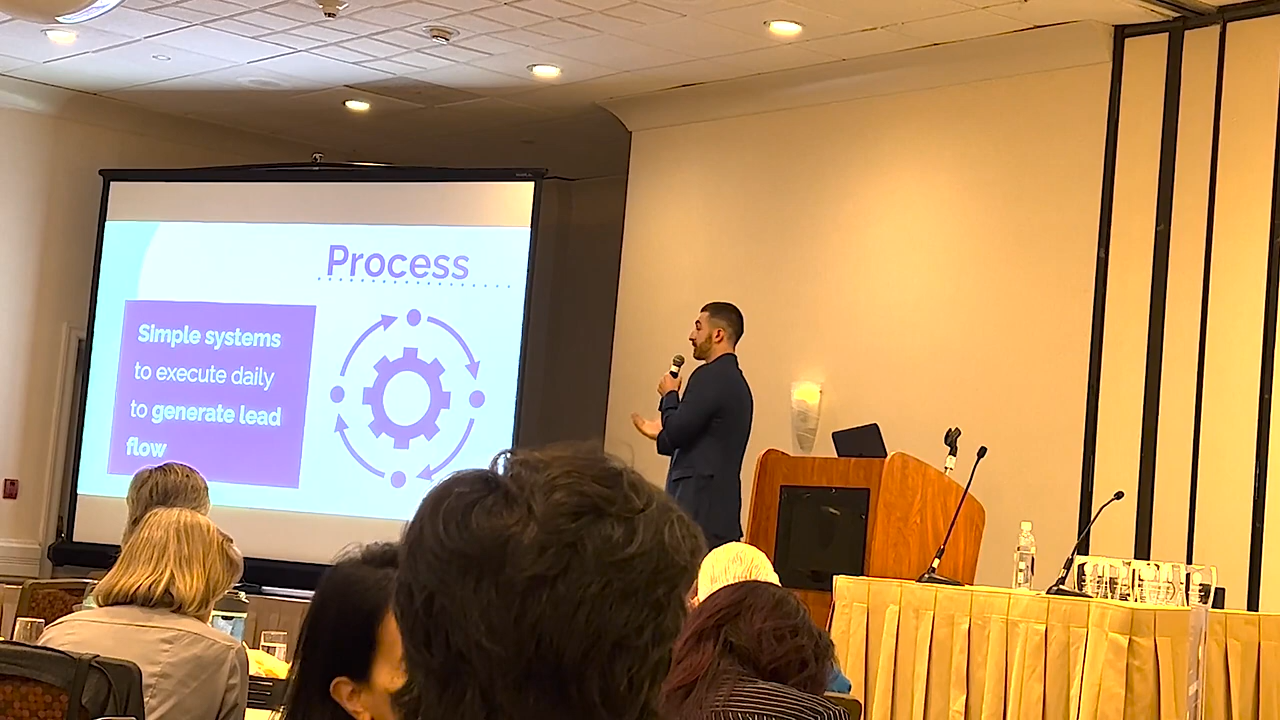 Process
Simple systems
to execute daily
to generate lead
flow